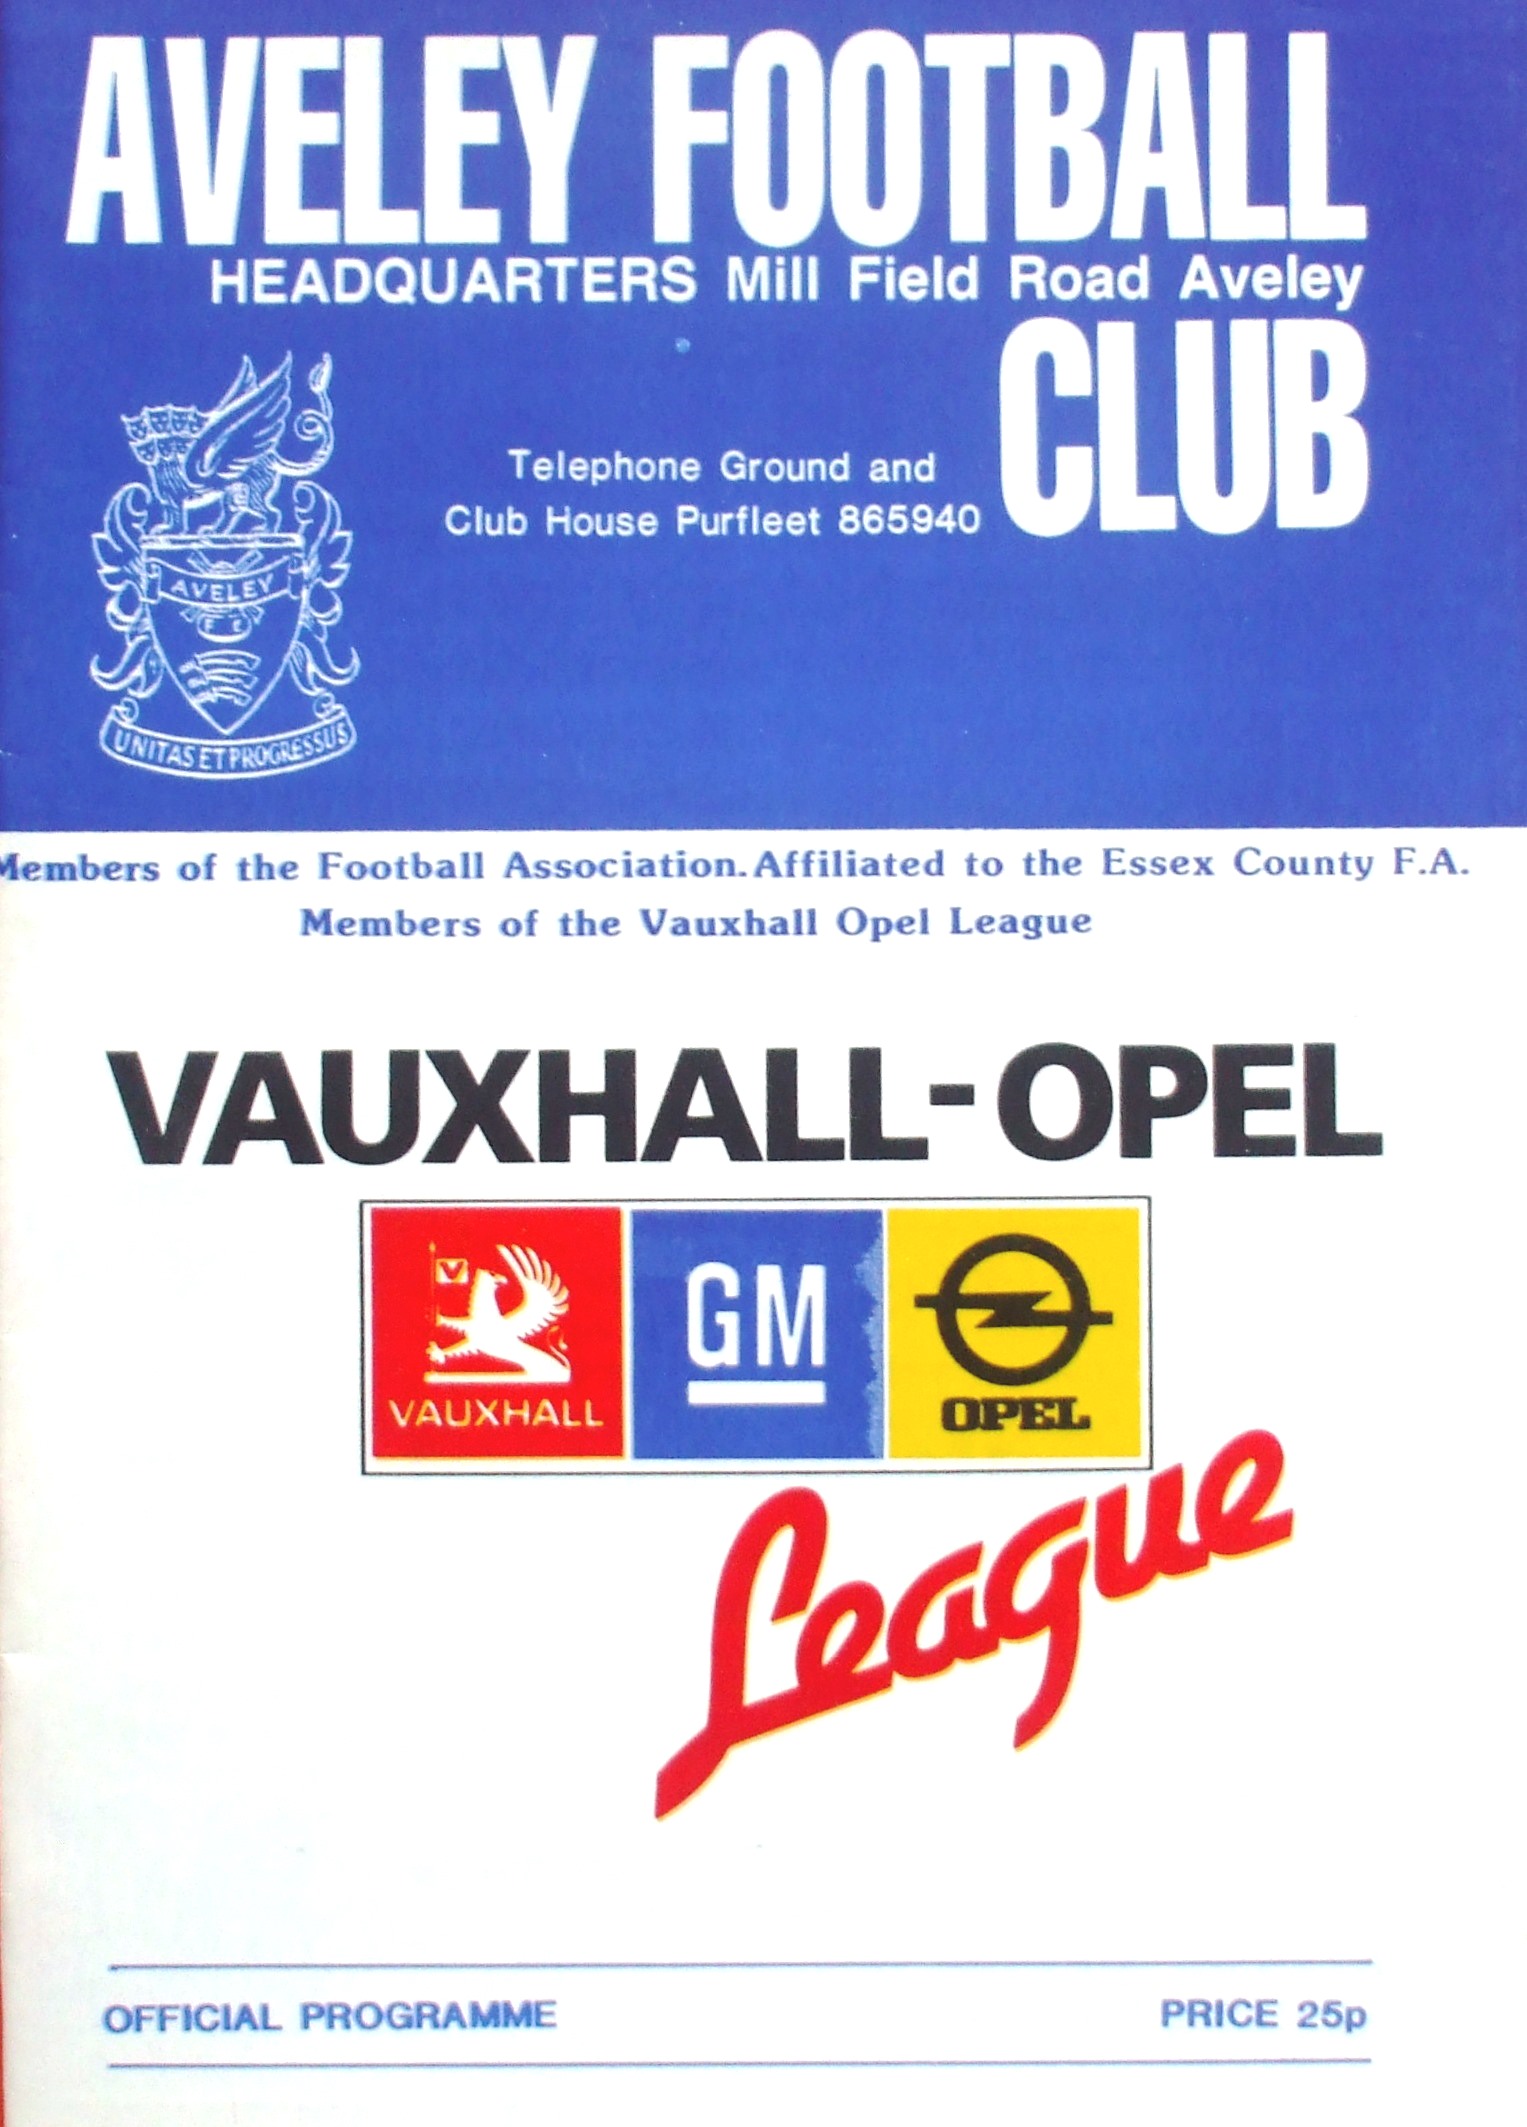 AVELEY FOOTBALL
HEADQUARTERS Mill Field Road Aveley
CLUB
Telephone Ground and
Club House Purfleet 865940
AVELEY
F C
UNITAS ET PROGRESSUS
Members of the Football Association. Affiliated to the Essex County F.A.
Members of the Vauxhall Opel League
VAUXHALL-OPEL
V
GM
VAUXHALL
OPEL
League
OFFICIAL PROGRAMME
PRICE 25p